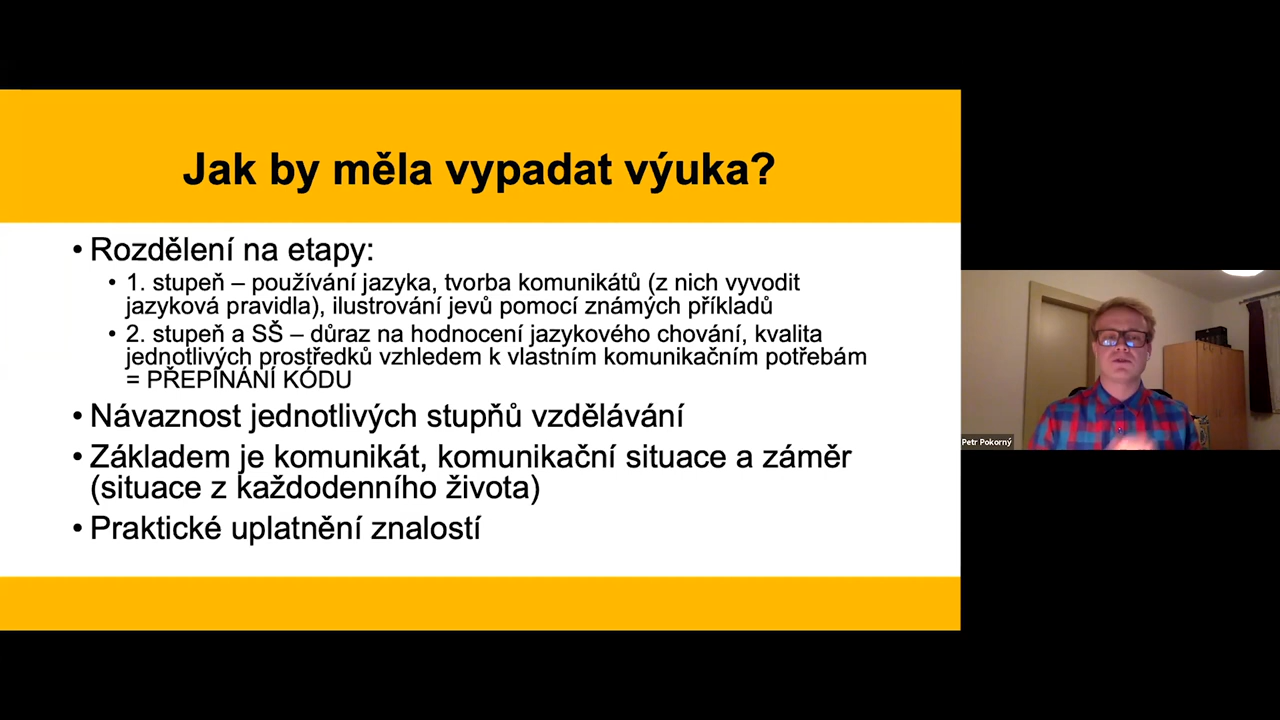 Jak by měla vypadat výuka?
• Rozdělení na etapy:
• 1. stupeň – používání jazyka, tvorba komunikátů (z nich vyvodit
jazyková pravidla), ilustrování jevů pomocí známých příkladů
• 2. stupeň a SŠ – důraz na hodnocení jazykového chování, kvalita
jednotlivých prostředků vzhledem k vlastním komunikačním potřebám
= PŘEPÍNÁNÍ KÓDU
• Návaznost jednotlivých stupňů vzdělávání
• Základem je komunikát, komunikační situace a záměr
(situace z každodenního života)
• Praktické uplatnění znalostí
Petr Pokorný